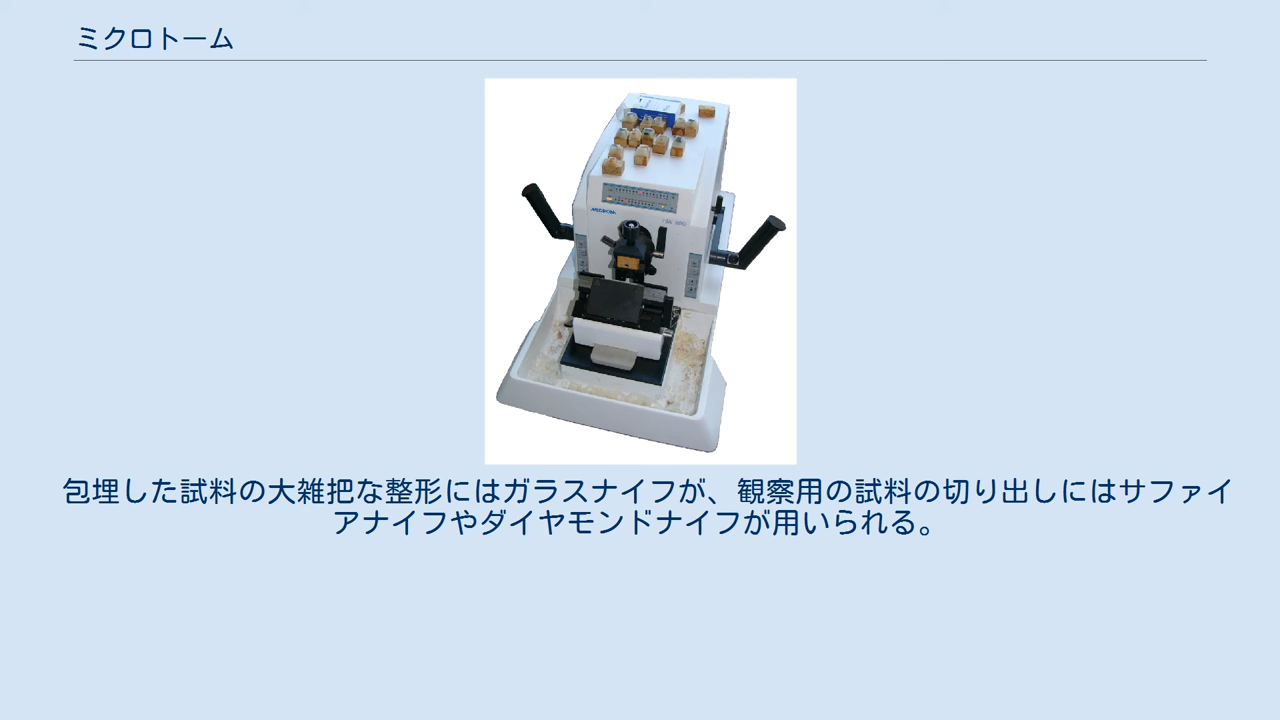 ミクロトーム
包埋した試料の大雑把な整形にはガラスナイフが、観察用の試料の切り出しにはサファイ
アナイフやダイヤモンドナイフが用いられる。